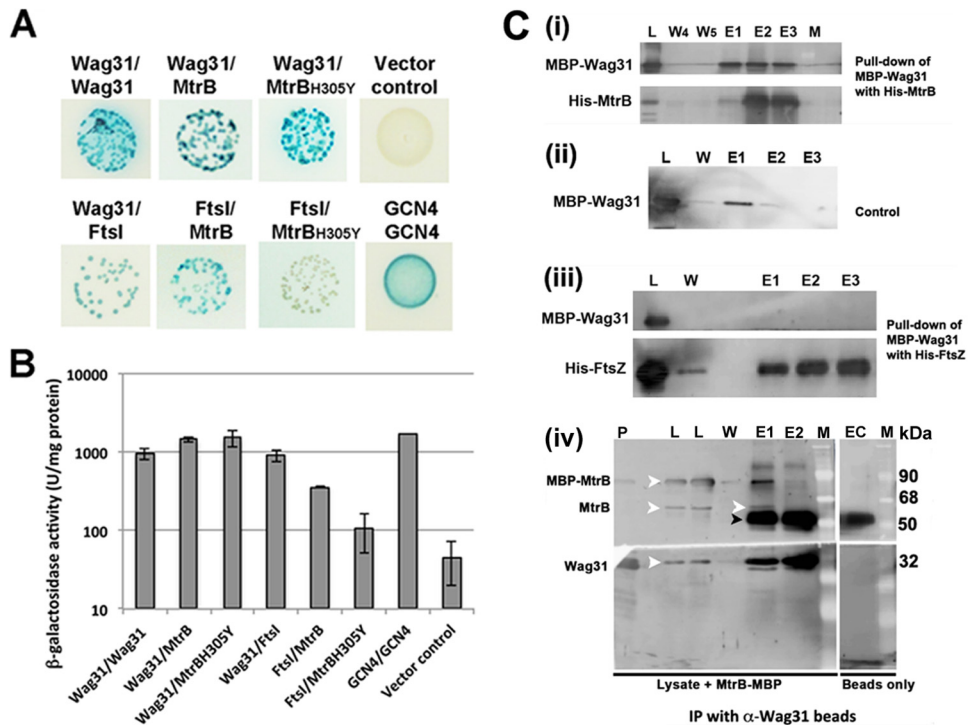 A
Wag31/ Wag31/ Wag31/ Vector
Wag31 MtrB MtrBH305Y control
Wag31/ FtsI/ FtsI/ GCN4
FtsI MtrB MtrBH305Y GCN4
B
β-galactosidase activity (U/mg protein)
10000
1000
100
10
Wag31/Wag31
Wag31/MtrB
Wag31/MtrBH305Y
Wag31/FtsI
FtsI/MtrB
FtsI/MtrBH305Y
GCN4/GCN4
Vector control
C
(i)
L W4 W5 E1 E2 E3 M
MBP-Wag31
His-MtrB
Pull-down of
MBP-Wag31
with His-MtrB
(ii)
L W E1 E2 E3
MBP-Wag31
Control
(iii)
L W E1 E2 E3
MBP-Wag31
His-FtsZ
Pull-down of
MBP-Wag31
with His-FtsZ
(iv)
P L L W E1 E2 M EC M kDa
MBP-MtrB
MtrB
Wag31
90
68
50
32
Lysate + MtrB-MBP
Beads only
IP with α-Wag31 beads